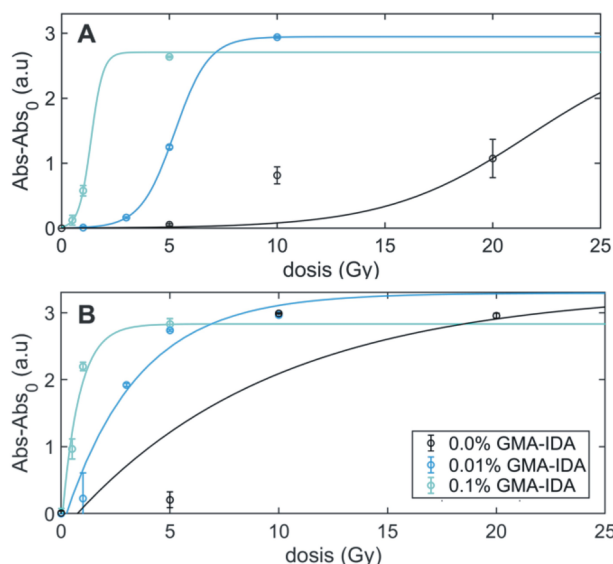 A
Abs-Abs0 (a.u)
3
2
1
0
0 5 10 15 20 25
dosis (Gy)
B
Abs-Abs0 (a.u)
3
2
1
0
0.0% GMA-IDA
0.01% GMA-IDA
0.1% GMA-IDA
0 5 10 15 20 25
dosis (Gy)